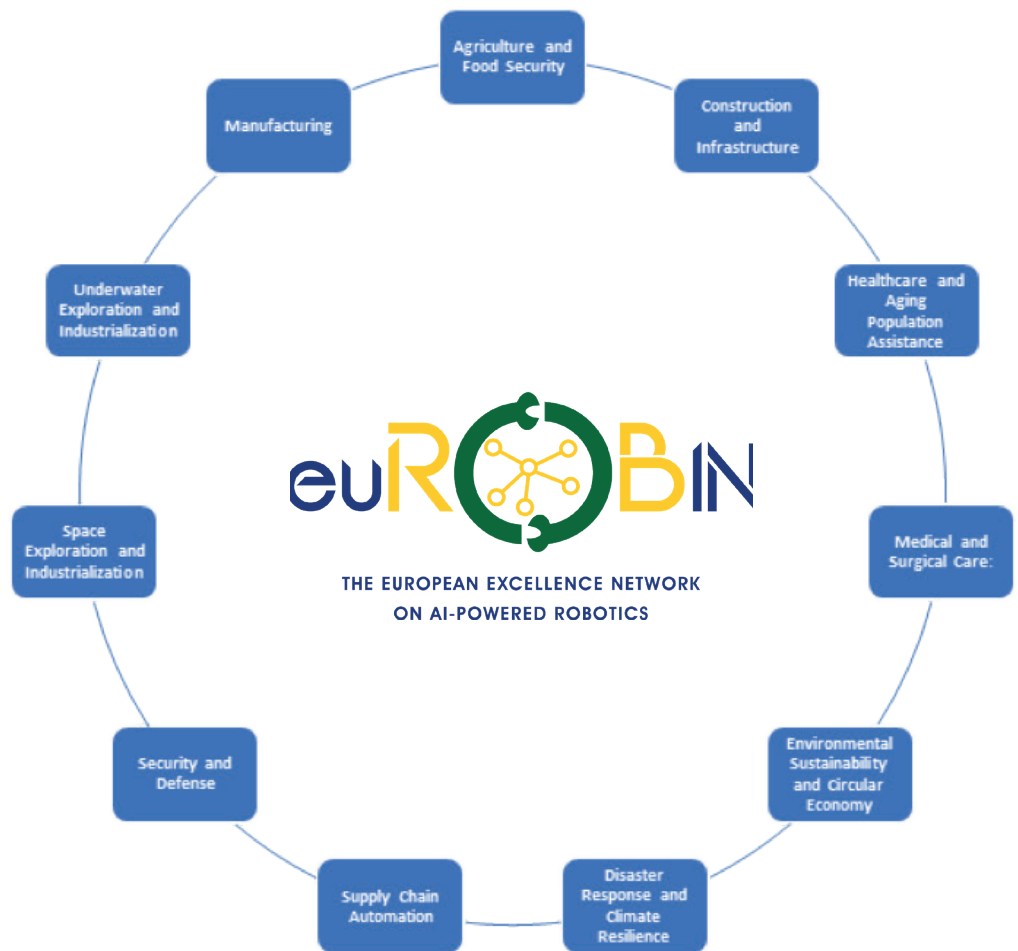 Agriculture and
Food Security
Construction
and
Infrastructure
Healthcare and
Aging
Population
Assistance
Medical and
Surgical Care:
Environmental
Sustainability
and Circular
Economy
Disaster
Response and
Climate
Resilience
Supply Chain
Automation
Security and
Defense
Space
Exploration and
Industrialization
Underwater
Exploration and
Industrialization
Manufacturing
euROBIN
THE EUROPEAN EXCELLENCE NETWORK
ON AI-POWERED ROBOTICS